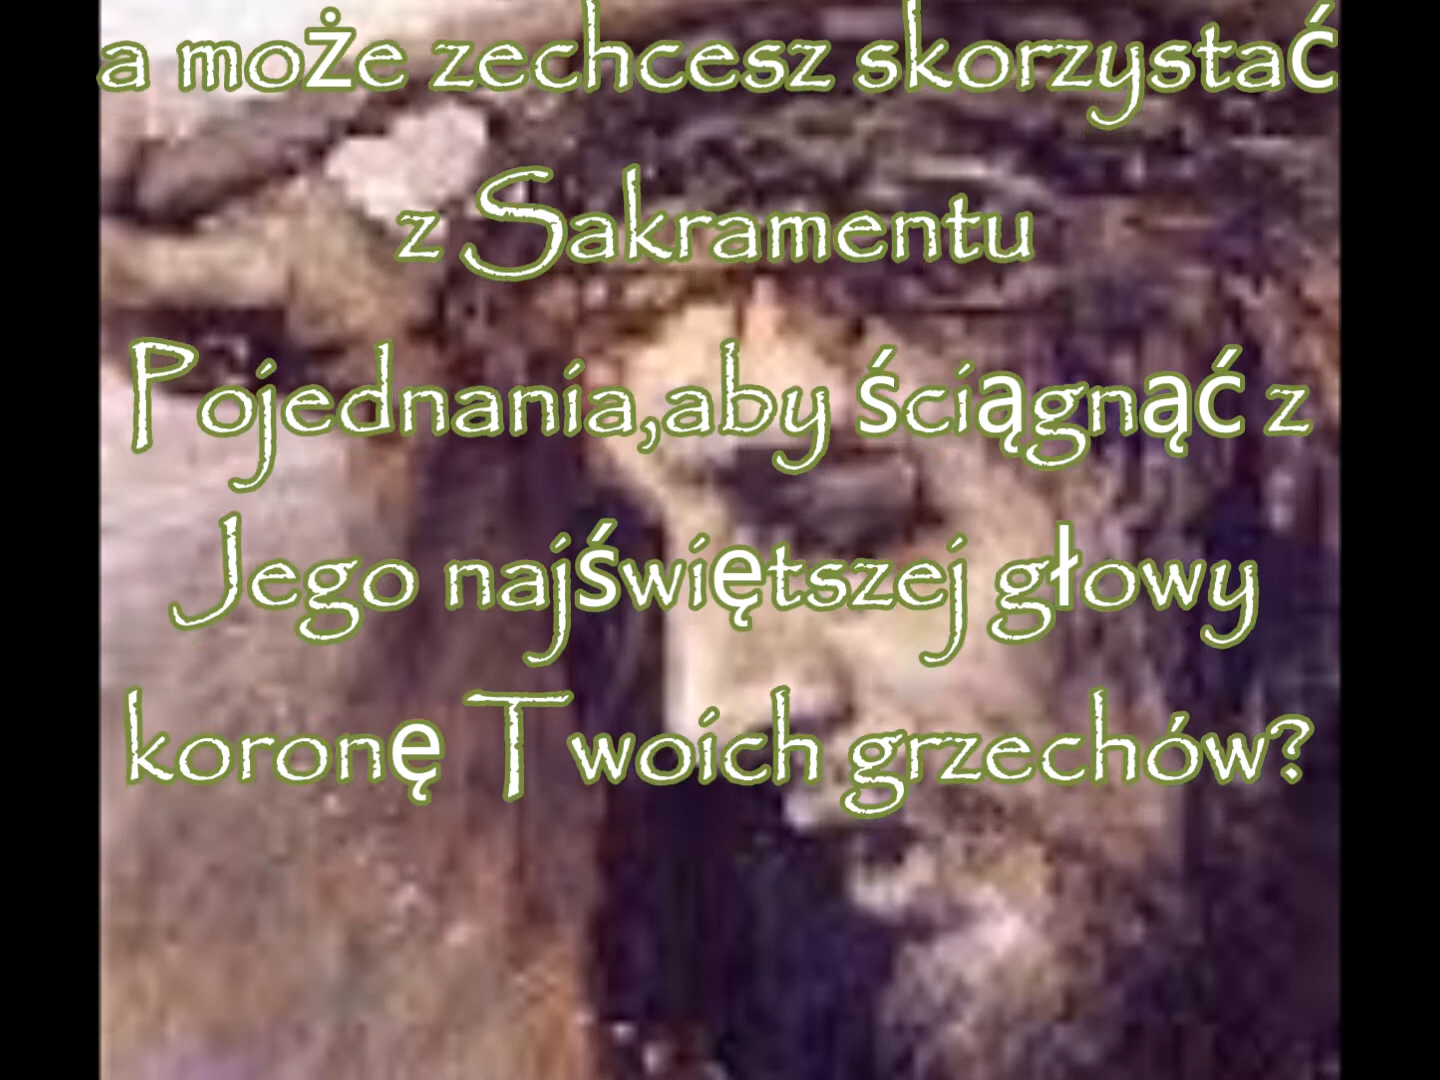 a może zechcesz skorzystać
z Sakramentu
Pojednania,aby ściągnąć z
Jego najświętszej głowy
koronę Twoich grzechów?